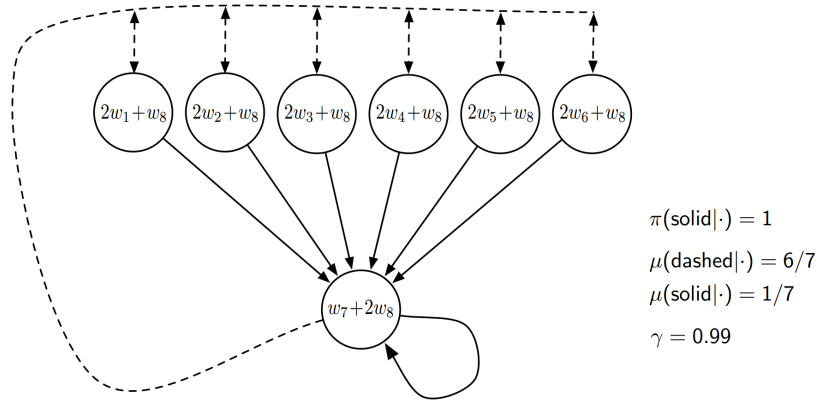 2w₁+w₈ 2w₂+w₈ 2w₃+w₈ 2w₄+w₈ 2w₅+w₈ 2w₆+w₈
π(solid|·) = 1
μ(dashed|·) = 6/7
μ(solid|·) = 1/7
w₇+2w₈
γ = 0.99